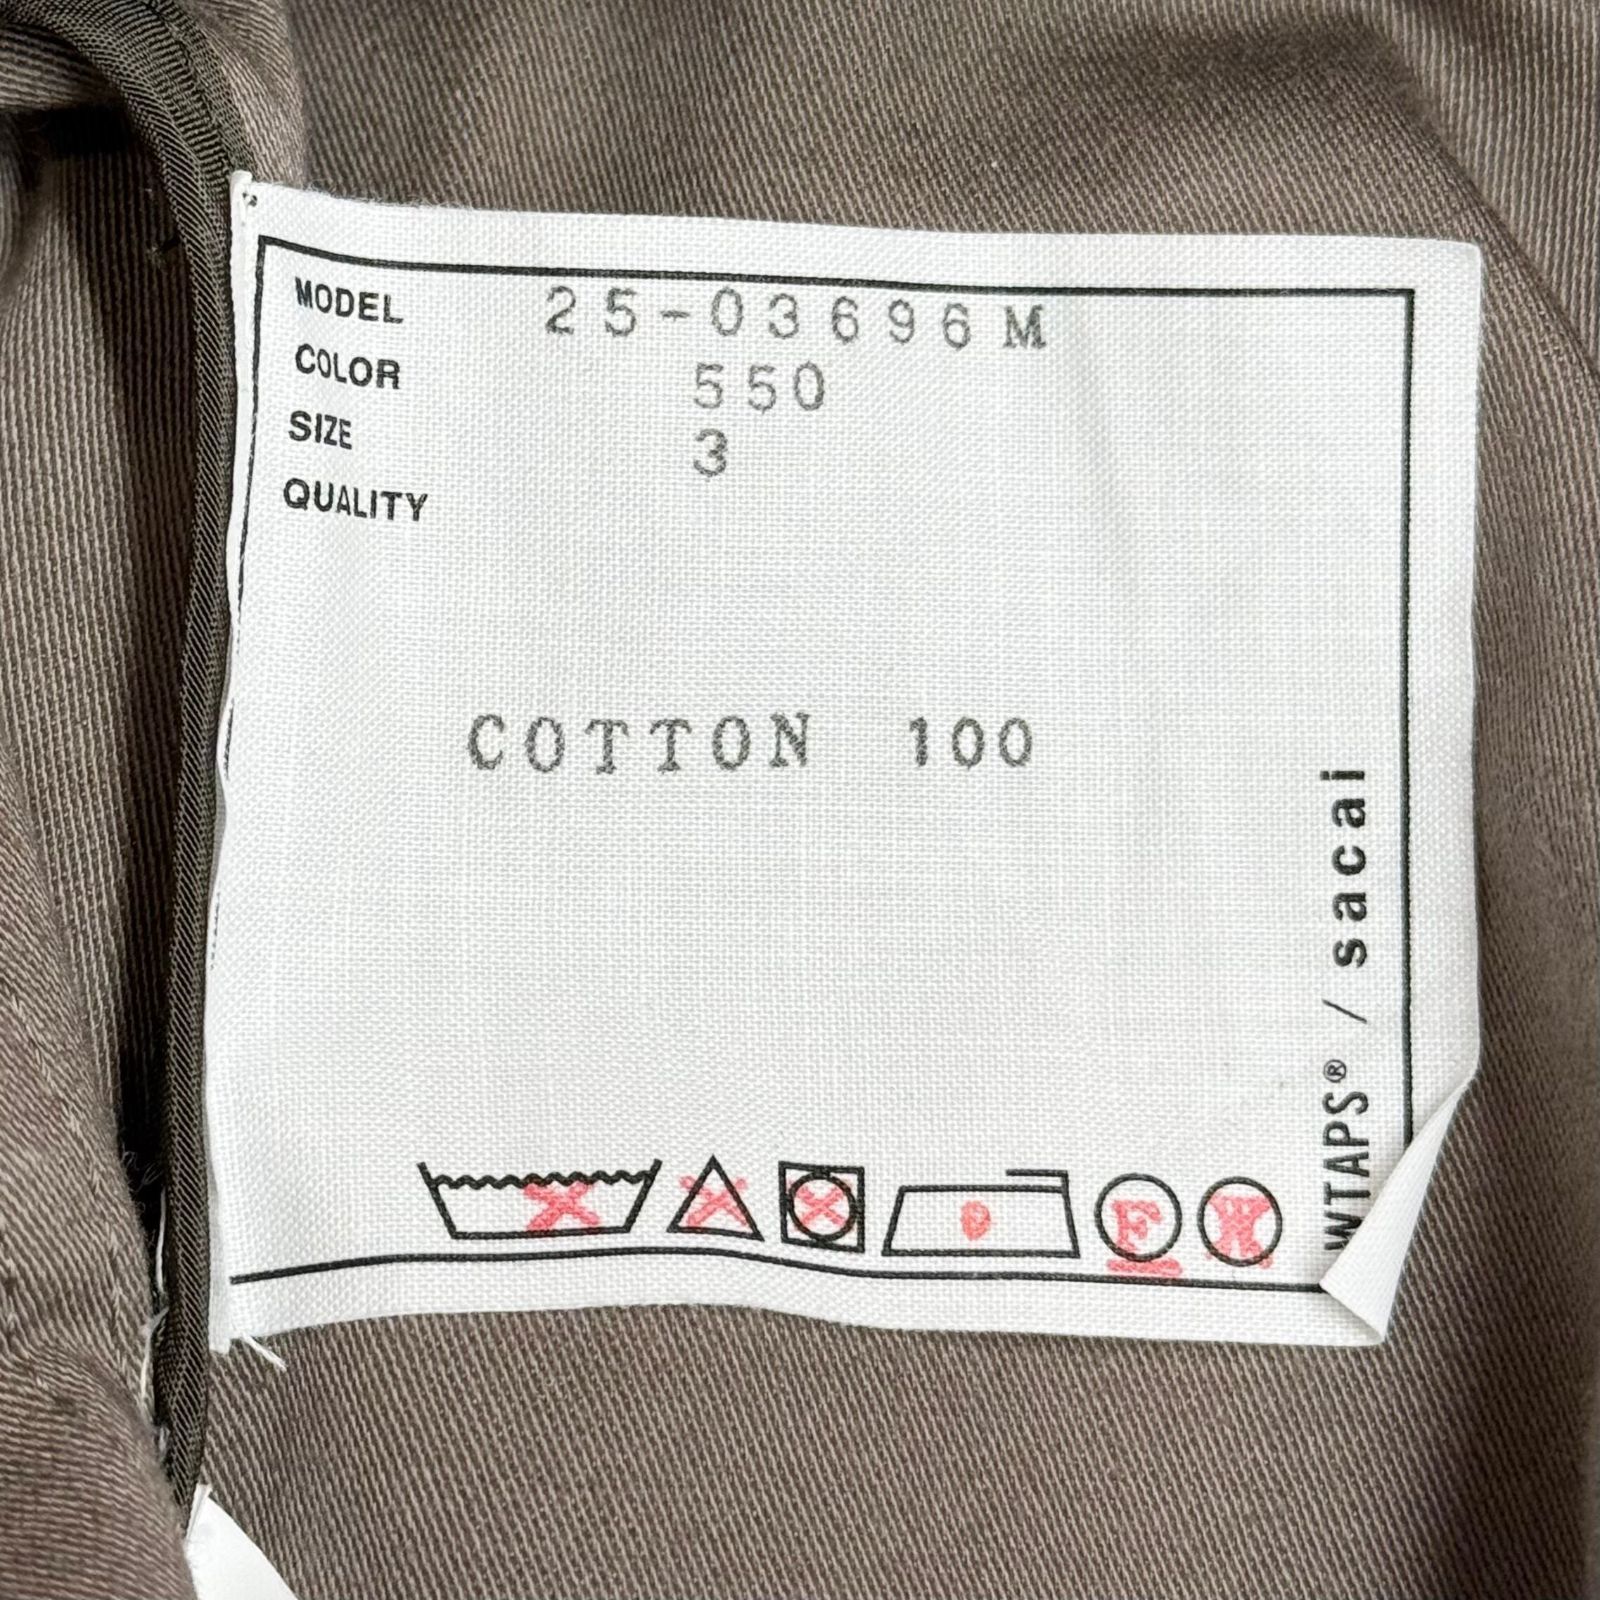 MODEL 25-03696M
COLOR 550
SIZE 3
QUALITY
COTTON 100
WTAPS® / sacai
F
W